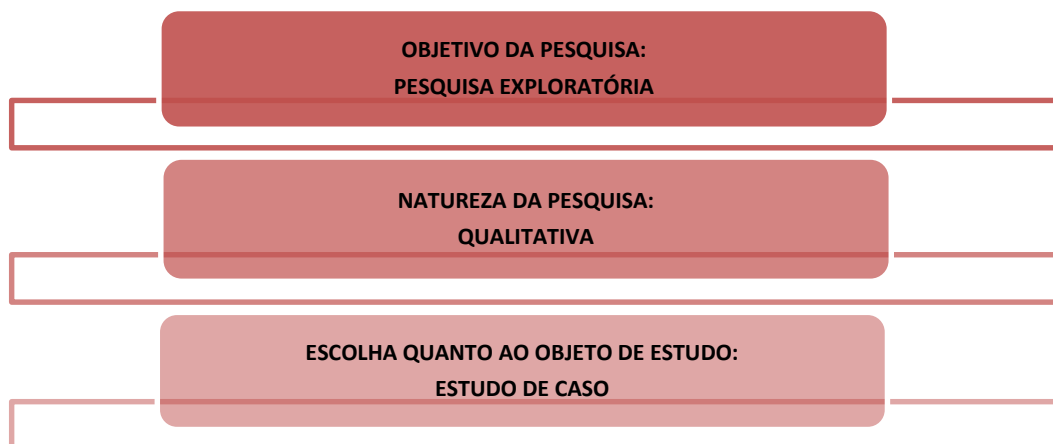 OBJETIVO DA PESQUISA:
PESQUISA EXPLORATÓRIA
NATUREZA DA PESQUISA:
QUALITATIVA
ESCOLHA QUANTO AO OBJETO DE ESTUDO:
ESTUDO DE CASO